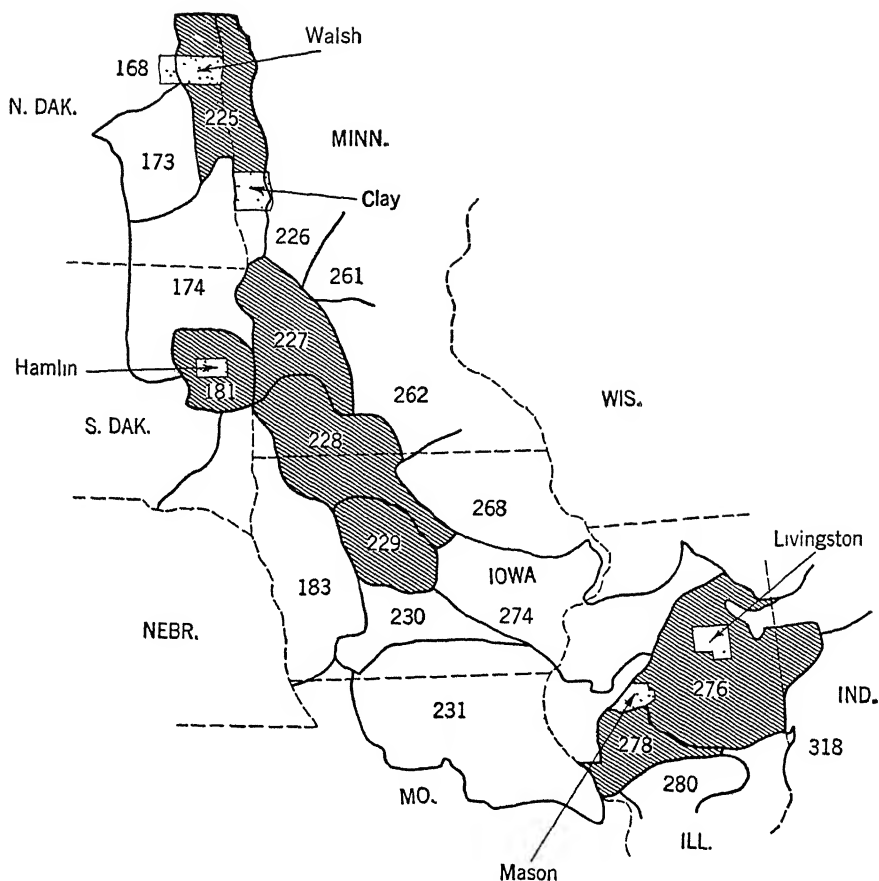 Walsh
168
N. DAK.
225
MINN.
173
Clay
226
261
174
227
Hamlin
181
262
WIS.
S. DAK.
228
268
229
Livingston
IOWA
183
230
274
NEBR.
276
IND.
231
278
318
280
MO.
ILL.
Mason